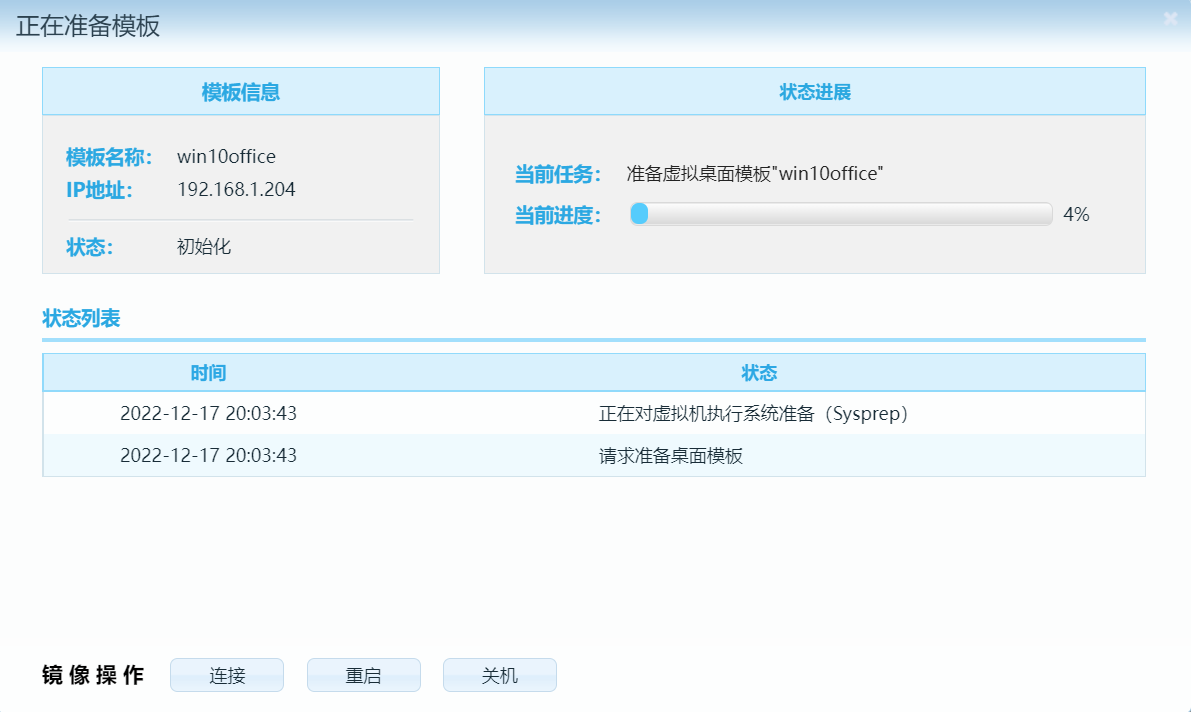 正在准备模板
模板信息
状态进展
模板名称： win10office
IP地址： 192.168.1.204
状态： 初始化
当前任务： 准备虚拟桌面模板"win10office"
当前进度： 4%
状态列表
时间 状态
2022-12-17 20:03:43 正在对虚拟机执行系统准备（Sysprep）
2022-12-17 20:03:43 请求准备桌面模板
镜像操作 连接 重启 关机